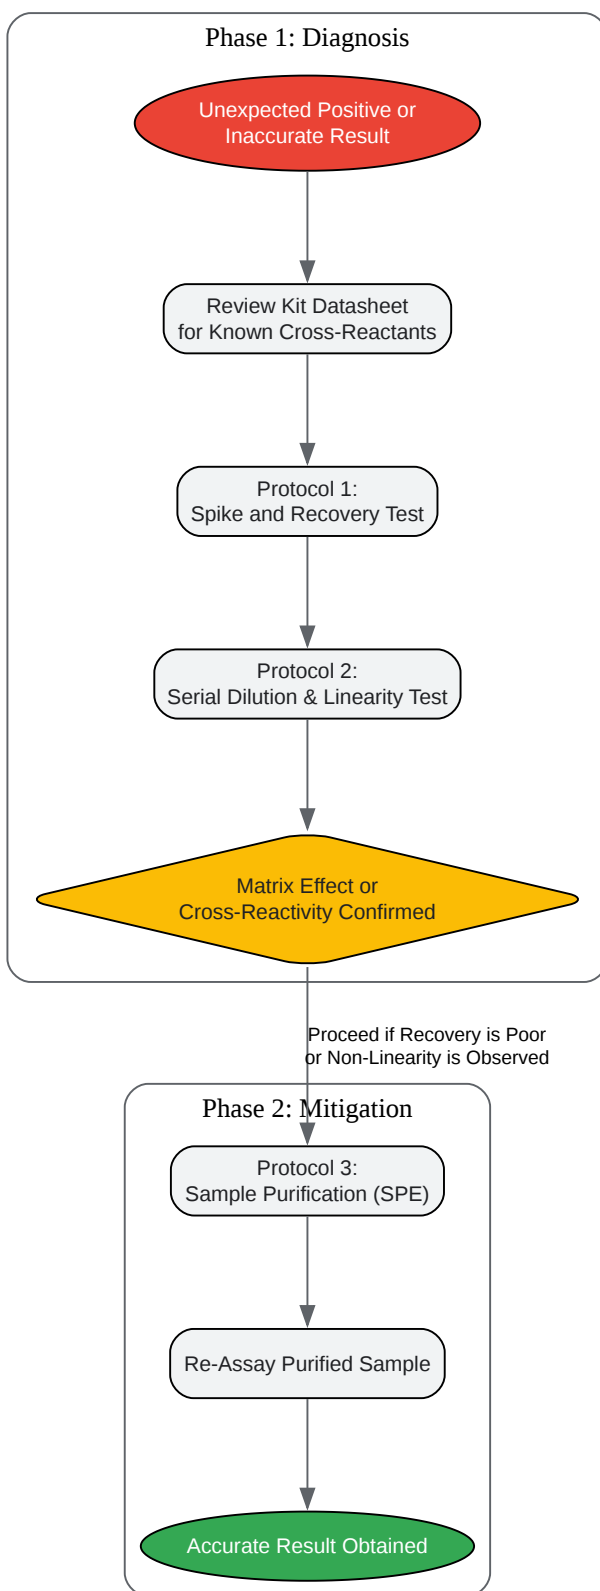 Phase 1: Diagnosis
Unexpected Positive or
Inaccurate Result
Review Kit Datasheet
for Known Cross-Reactants
Protocol 1:
Spike and Recovery Test
Protocol 2:
Serial Dilution & Linearity Test
Matrix Effect or
Cross-Reactivity Confirmed
Proceed if Recovery is Poor
or Non-Linearity is Observed
Phase 2: Mitigation
Protocol 3:
Sample Purification (SPE)
Re-Assay Purified Sample
Accurate Result Obtained